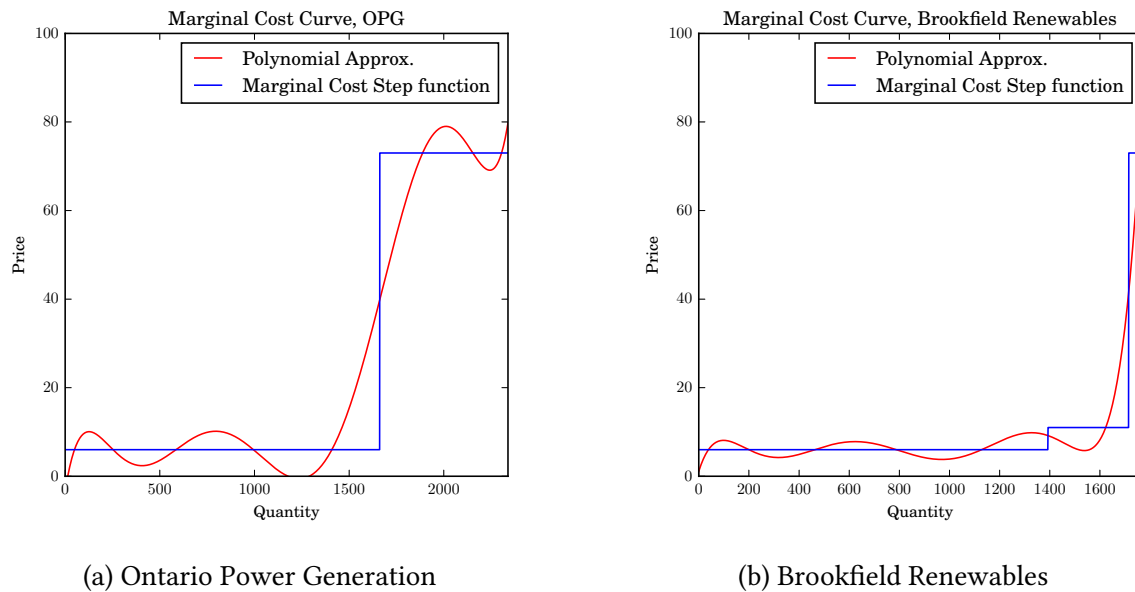 Marginal Cost Curve, OPG
100
80
60
40
20
0
Price
Polynomial Approx.
Marginal Cost Step function
0 500 1000 1500 2000
Quantity
(a) Ontario Power Generation
Marginal Cost Curve, Brookfield Renewables
100
80
60
40
20
0
Price
Polynomial Approx.
Marginal Cost Step function
0 200 400 600 800 1000 1200 1400 1600
Quantity
(b) Brookfield Renewables